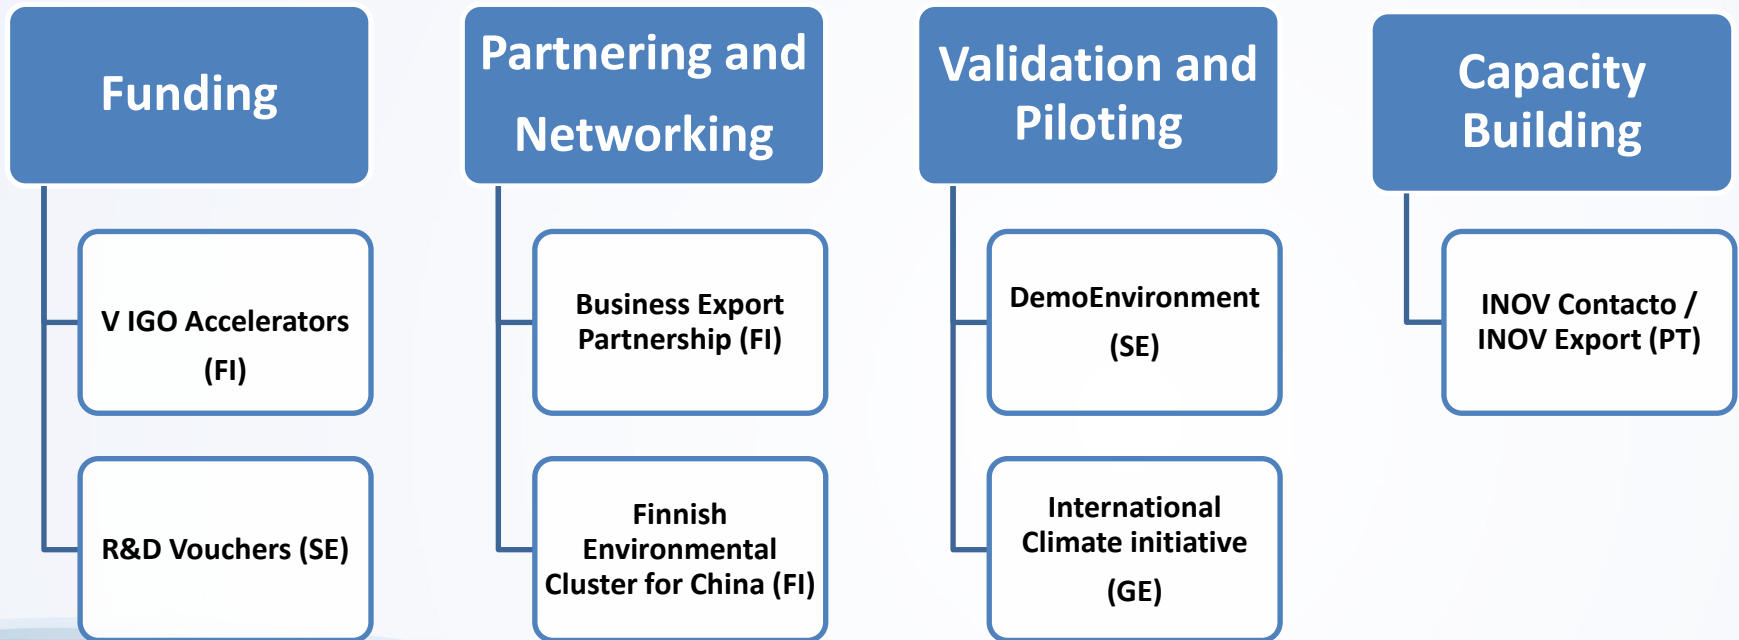 Funding
V IGO Accelerators
(FI)
R&D Vouchers (SE)
Partnering and
Networking
Business Export
Partnership (FI)
Finnish
Environmental
Cluster for China (FI)
Validation and
Piloting
DemoEnvironment
(SE)
International
Climate initiative
(GE)
Capacity
Building
INOV Contacto /
INOV Export (PT)